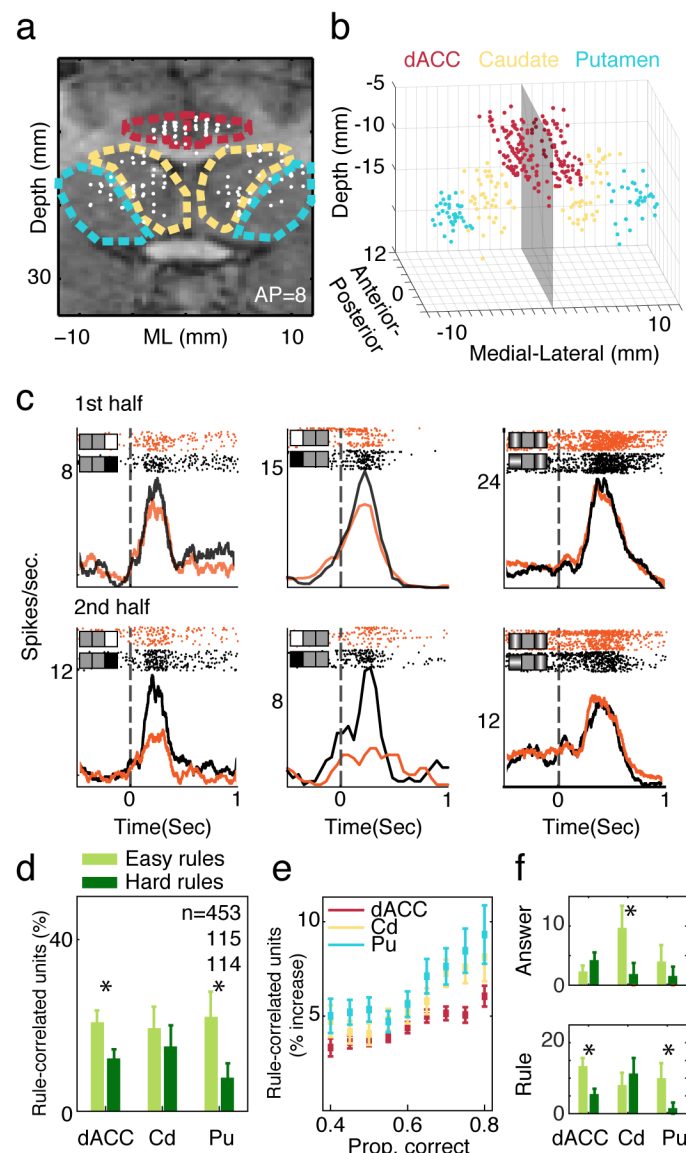 a
Depth (mm)
30
AP=8
−10
ML (mm)
10
b
dACC Caudate Putamen
-5
-10
-15
Depth (mm)
12
0
Anterior-
Posterior
-10
10
Medial-Lateral (mm)
c
1st half
8
15
24
Spikes/sec.
2nd half
12
8
12
0 1
0 1
0 1
Time(Sec) Time(Sec) Time(Sec)
d
Easy rules
Hard rules
Rule-correlated units (%)
40
0
n=453
115
114
* *
dACC Cd Pu
e
Rule-correlated units
(% increase)
10
5
dACC
Cd
Pu
0.4 0.6 0.8
Prop. correct
f
Answer
10
0
*
Rule
20
0
* *
dACC Cd Pu